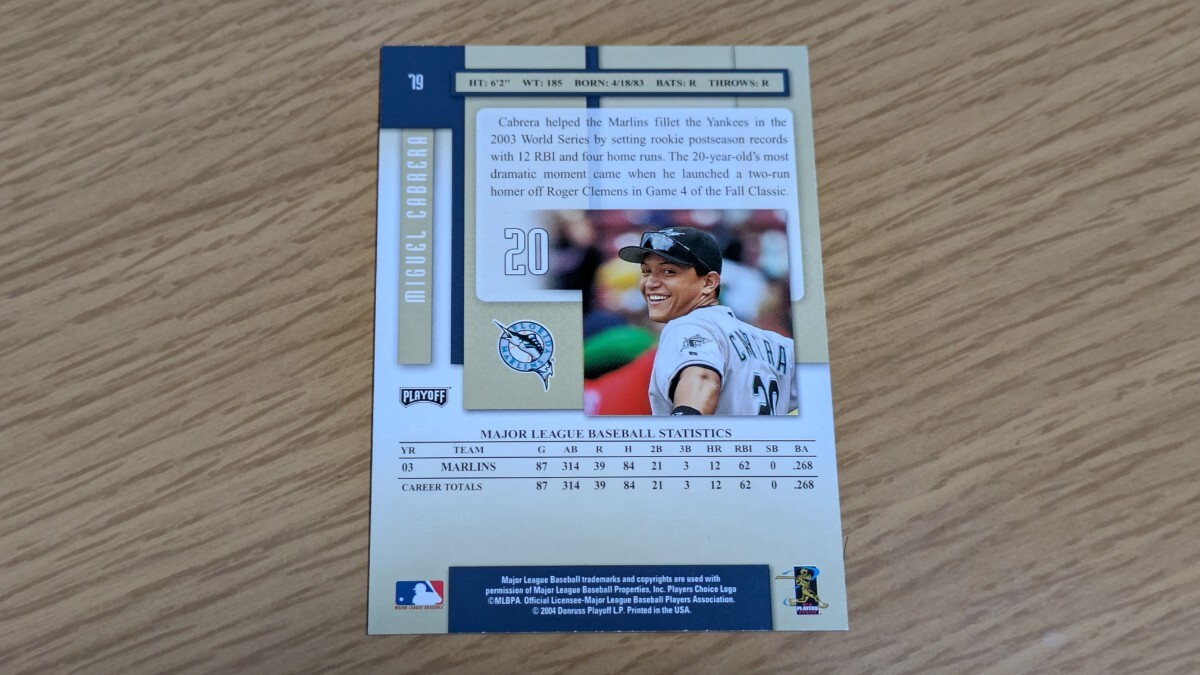 79
HT: 6'2" WT: 185 BORN: 4/18/83 BATS: R THROWS: R
MIGUEL CABRERA
Cabrera helped the Marlins fillet the Yankees in the
2003 World Series by setting rookie postseason records
with 12 RBI and four home runs. The 20-year-old's most
dramatic moment came when he launched a two-run
homer off Roger Clemens in Game 4 of the Fall Classic.
20
FLORIDA
MARLINS
PLAYOFF
MAJOR LEAGUE BASEBALL STATISTICS
YR TEAM G AB R H 2B 3B HR RBI SB BA
03 MARLINS 87 314 39 84 21 3 12 62 0 .268
CAREER TOTALS 87 314 39 84 21 3 12 62 0 .268
MAJOR LEAGUE BASEBALL
Major League Baseball trademarks and copyrights are used with
permission of Major League Baseball Properties, Inc. Players Choice Logo
©MLBPA. Official Licensee-Major League Baseball Players Association.
© 2004 Donruss Playoff L.P. Printed in the USA.
PLAYERS
CHOICE